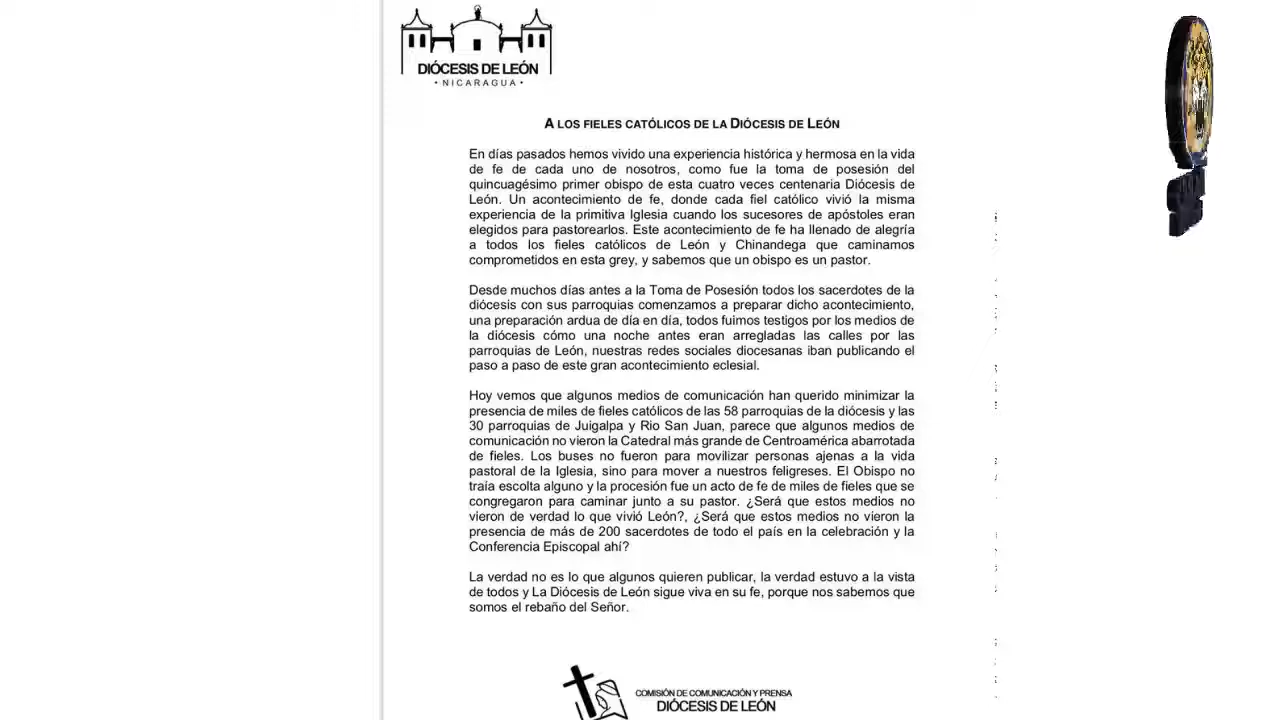 DIÓCESIS DE LEÓN
• NICARAGUA •
A LOS FIELES CATÓLICOS DE LA DIÓCESIS DE LEÓN
En días pasados hemos vivido una experiencia histórica y hermosa en la vida
de fe de cada uno de nosotros, como fue la toma de posesión del
quincuagésimo primer obispo de esta cuatro veces centenaria Diócesis de
León. Un acontecimiento de fe, donde cada fiel católico vivió la misma
experiencia de la primitiva Iglesia cuando los sucesores de apóstoles eran
elegidos para pastorearlos. Este acontecimiento de fe ha llenado de alegría
a todos los fieles católicos de León y Chinandega que caminamos
comprometidos en esta grey, y sabemos que un obispo es un pastor.
Desde muchos días antes a la Toma de Posesión todos los sacerdotes de la
diócesis con sus parroquias comenzamos a preparar dicho acontecimiento,
una preparación ardua de día en día, todos fuimos testigos por los medios de
la diócesis cómo una noche antes eran arregladas las calles por las
parroquias de León, nuestras redes sociales diocesanas iban publicando el
paso a paso de este gran acontecimiento eclesial.
Hoy vemos que algunos medios de comunicación han querido minimizar la
presencia de miles de fieles católicos de las 58 parroquias de la diócesis y las
30 parroquias de Juigalpa y Rio San Juan, parece que algunos medios de
comunicación no vieron la Catedral más grande de Centroamérica abarrotada
de fieles. Los buses no fueron para movilizar personas ajenas a la vida
pastoral de la Iglesia, sino para mover a nuestros feligreses. El Obispo no
traía escolta alguno y la procesión fue un acto de fe de miles de fieles que se
congregaron para caminar junto a su pastor. ¿Será que estos medios no
vieron de verdad lo que vivió León?, ¿Será que estos medios no vieron la
presencia de más de 200 sacerdotes de todo el país en la celebración y la
Conferencia Episcopal ahí?
La verdad no es lo que algunos quieren publicar, la verdad estuvo a la vista
de todos y La Diócesis de León sigue viva en su fe, porque nos sabemos que
somos el rebaño del Señor.
COMISIÓN DE COMUNICACIÓN Y PRENSA
DIÓCESIS DE LEÓN